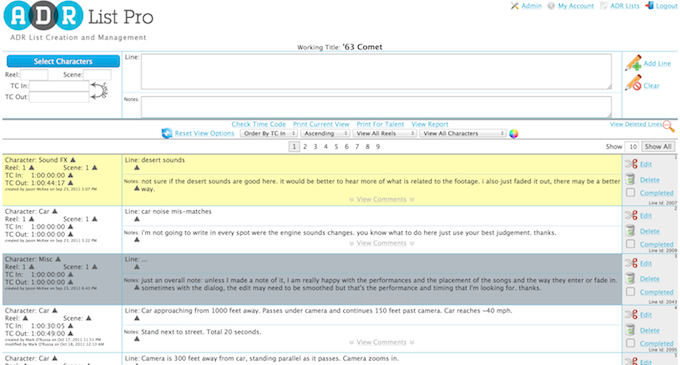 ADR List Pro
Admin My Account ADR Lists Logout
ADR List Creation and Management
Working Title: '63 Comet
Select Characters
Line:
Reel: Scene:
Add Line
TC In:
TC Out:
Clear
Notes:
Check Time Code Print Current View Print For Talent View Report
View Deleted Lines
Reset View Options Order By TC In Ascending View All Reels View All Characters
1 2 3 4 5 6 7 8 9
Show 10 Show All
Character: Sound FX
Line: desert sounds
1
Edit
Reel: 1 Scene: 1
TC In: 1:00:00:00
TC Out: 1:00:44:17
Notes: not sure if the desert sounds are good here. it would be better to hear more of what is related to the footage. i also just faded it out, there may be a better way.
Delete
created by Jason McKee on Sep 23, 2011 5:07 PM
View Comments
Completed
Line Id: 2007
Character: Car
Line: car noise mis-matches
2
Edit
Reel: 1 Scene: 1
TC In: 1:00:00:00
TC Out: 1:00:00:00
Notes: i'm not going to write in every spot were the engine sounds changes. you know what to do here just use your best judgement. thanks.
Delete
created by Jason McKee on Sep 23, 2011 5:22 PM
View Comments
Completed
Line Id: 2008
Character: Misc
Line: ...
3
Edit
Reel: 1 Scene: 1
TC In: 1:00:00:00
TC Out: 1:00:00:00
Notes: just an overall note: unless I made a note of it, I am really happy with the performances and the placement of the songs and the way they enter or fade in. sometimes with the dialog, the edit may need to be smoothed but that's the performance and timing that I'm looking for. thanks.
Delete
created by Jason McKee on Sep 23, 2011 6:43 PM
Completed
Line Id: 2043
Character: Car
Line: Car approaching from 1000 feet away. Passes under camera and continues 150 feet past camera. Car reaches ~40 mph.
4
Edit
Reel: 1 Scene: 1
TC In: 1:00:30:05
TC Out: 1:00:49:00
Notes: Stand next to street. Total 20 seconds.
Delete
created by Mark D'Russa on Oct 17, 2011 11:53 PM
modified by Mark D'Russa on Oct 18, 2011 12:13 AM
View Comments
Completed
Line Id: 2095
Character: Car
Line: Camera is 300 feet away from car, standing parallel as it passes. Camera zooms in.
5